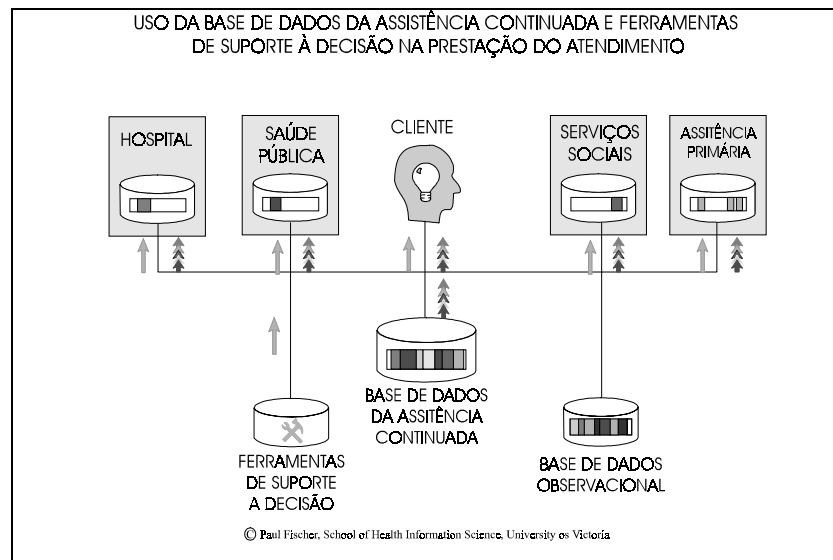 USO DA BASE DE DADOS DA ASSISTÊNCIA CONTINUADA E FERRAMENTAS
DE SUPORTE À DECISÃO NA PRESTAÇÃO DO ATENDIMENTO
HOSPITAL
SAÚDE
PÚBLICA
CLIENTE
SERVIÇOS
SOCIAIS
ASSITÊNCIA
PRIMÁRIA
BASE DE DADOS
DA ASSITÊNCIA
CONTINUADA
FERRAMENTAS
DE SUPORTE
A DECISÃO
BASE DE DADOS
OBSERVACIONAL
© Paul Fischer, School of Health Information Science, University os Victoria